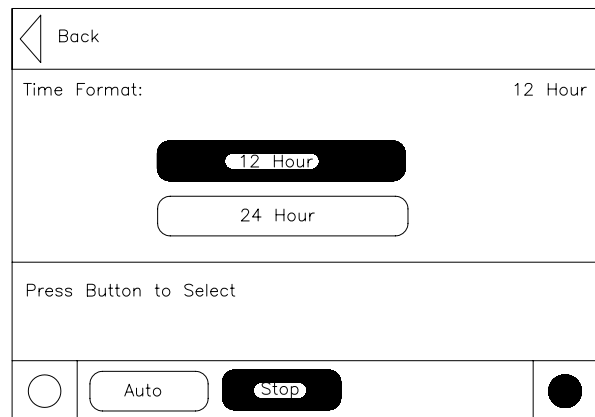 Back
Time Format: 12 Hour
12 Hour
24 Hour
Press Button to Select
Auto Stop